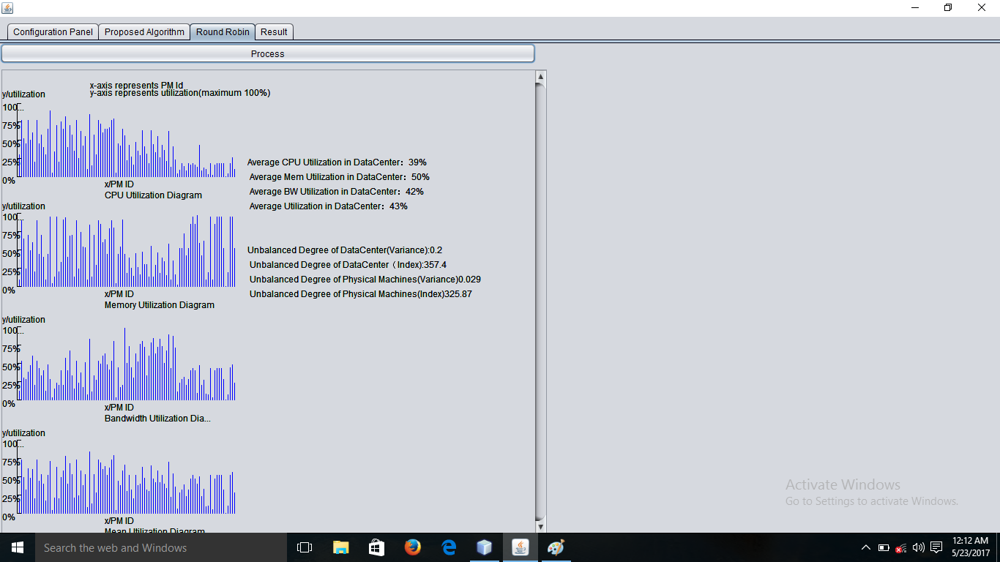 Configuration Panel Proposed Algorithm Round Robin Result
Process
x-axis represents PM Id
y-axis represents utilization(maximum 100%)
y/utilization
100...
75%
50%
25%
0%
x/PM ID
CPU Utilization Diagram
Average CPU Utilization in DataCenter: 39%
Average Mem Utilization in DataCenter: 50%
Average BW Utilization in DataCenter: 42%
Average Utilization in DataCenter: 43%
y/utilization
100...
75%
50%
25%
0%
x/PM ID
Memory Utilization Diagram
Unbalanced Degree of DataCenter(Variance):0.2
Unbalanced Degree of DataCenter（Index):357.4
Unbalanced Degree of Physical Machines(Variance)0.029
Unbalanced Degree of Physical Machines(Index)325.87
y/utilization
100...
75%
50%
25%
0%
x/PM ID
Bandwidth Utilization Dia...
y/utilization
100...
75%
50%
25%
0%
x/PM ID
Mean Utilization Diagram
Activate Windows
Go to Settings to activate Windows.
Search the web and Windows
12:12 AM
5/23/2017